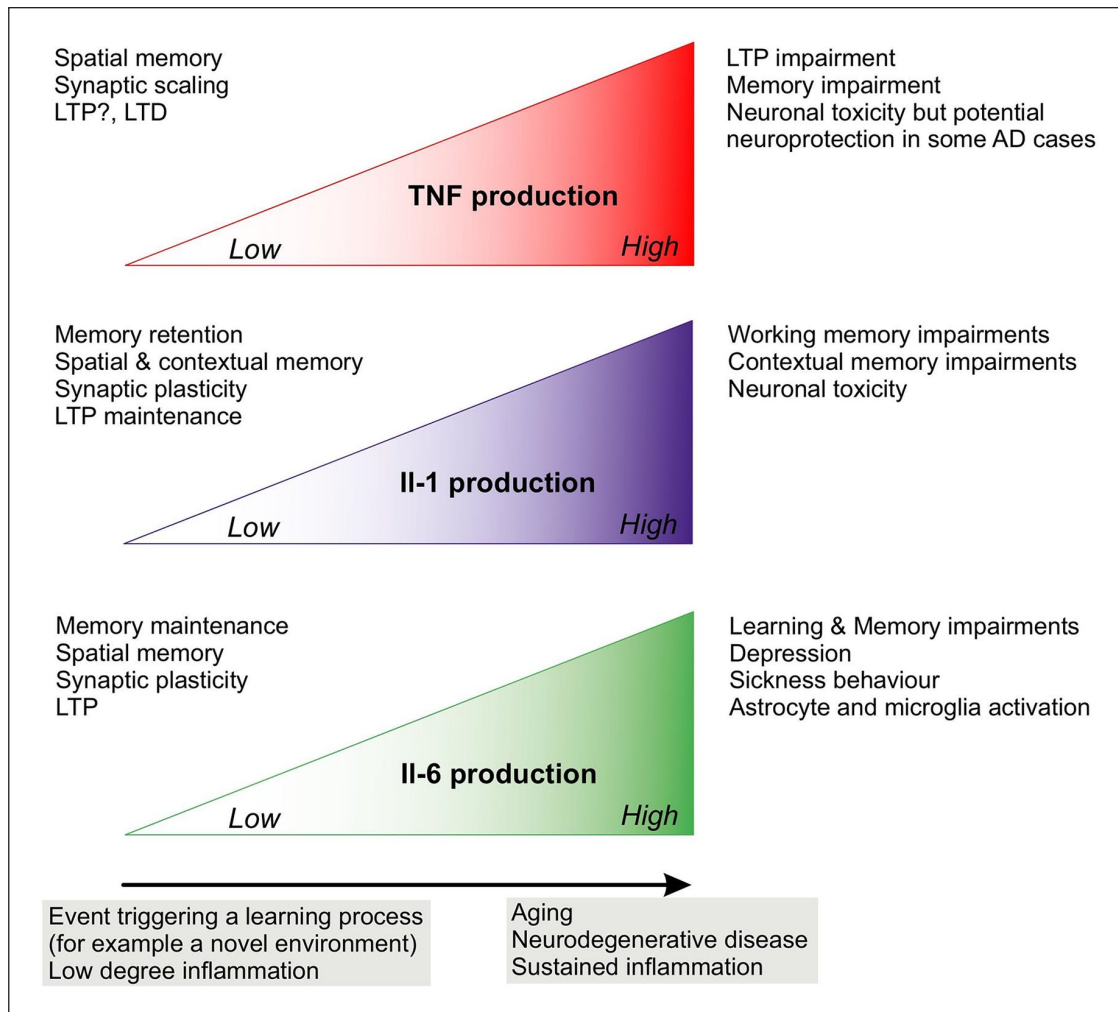 Spatial memory
Synaptic scaling
LTP?, LTD
LTP impairment
Memory impairment
Neuronal toxicity but potential
neuroprotection in some AD cases
TNF production
Low
High
Memory retention
Spatial & contextual memory
Synaptic plasticity
LTP maintenance
Working memory impairments
Contextual memory impairments
Neuronal toxicity
Il-1 production
Low
High
Memory maintenance
Spatial memory
Synaptic plasticity
LTP
Learning & Memory impairments
Depression
Sickness behaviour
Astrocyte and microglia activation
Il-6 production
Low
High
Event triggering a learning process
(for example a novel environment)
Low degree inflammation
Aging
Neurodegenerative disease
Sustained inflammation